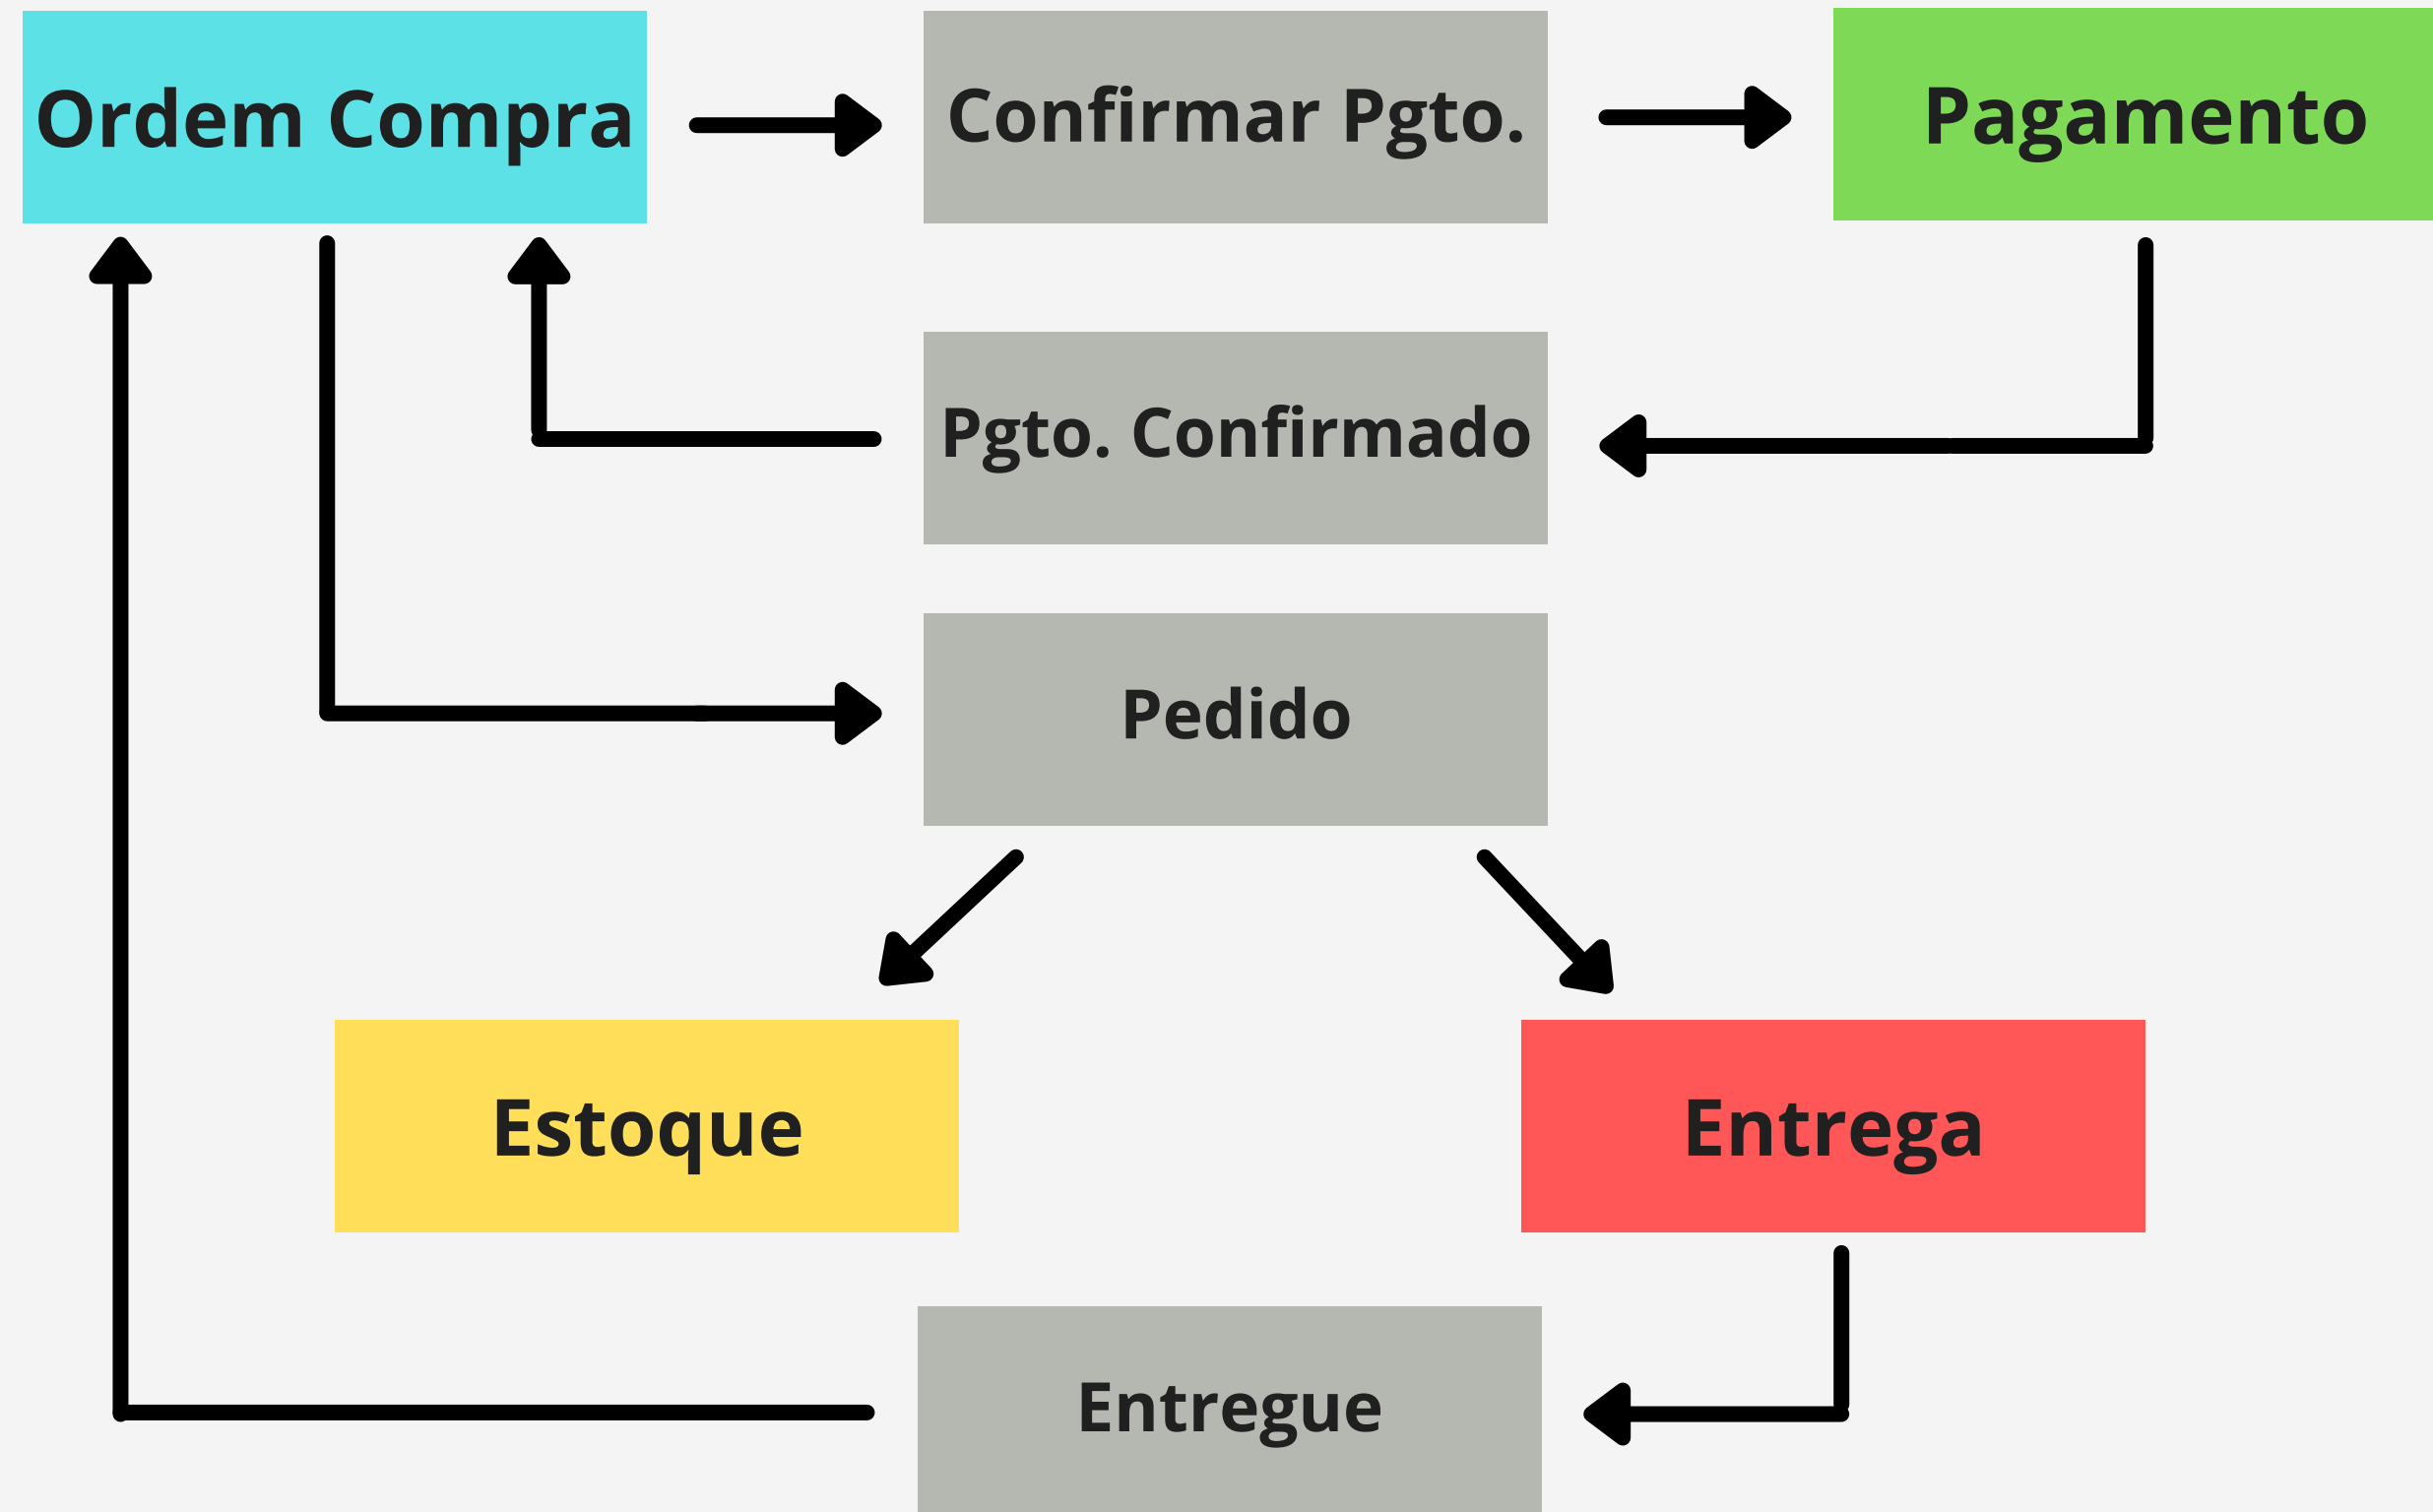 Ordem Compra
Confirmar Pgto.
Pagamento
Pgto. Confirmado
Pedido
Estoque
Entrega
Entregue